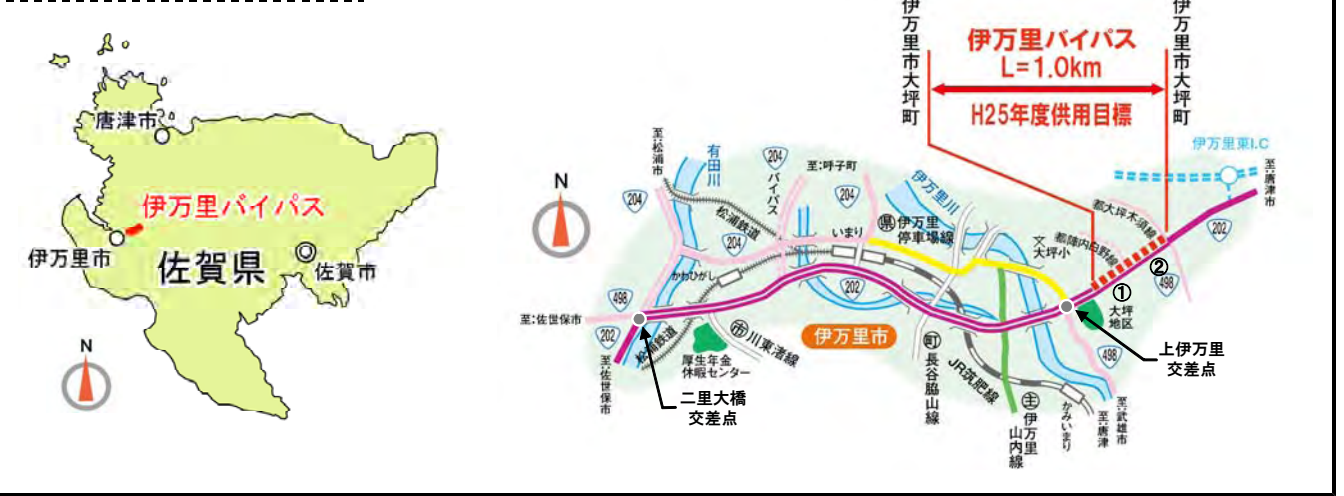 唐津市
伊万里バイパス
伊万里市
佐賀県
佐賀市
N
伊万里市大坪町
伊万里市大坪町
伊万里バイパス
L=1.0km
H25年度供用目標
N
至:松浦市
有田川
204
バイパス
至:呼子町
204
204
松浦鉄道
204
いまり
県
伊万里
停車場線
伊万里川
文
大坪小
都大坪木須線
都陣内白野線
伊万里東I.C
至:唐津市
202
②
498
①
大坪
地区
かわひがし
202
498
至:佐世保市
202
至:佐世保市
松浦鉄道
市
川東渚線
厚生年金
休暇センター
伊万里市
町
長谷脇山線
JR筑肥線
主
伊万里
山内線
かみいまり
至:唐津
498
至:武雄市
上伊万里
交差点
二里大橋
交差点